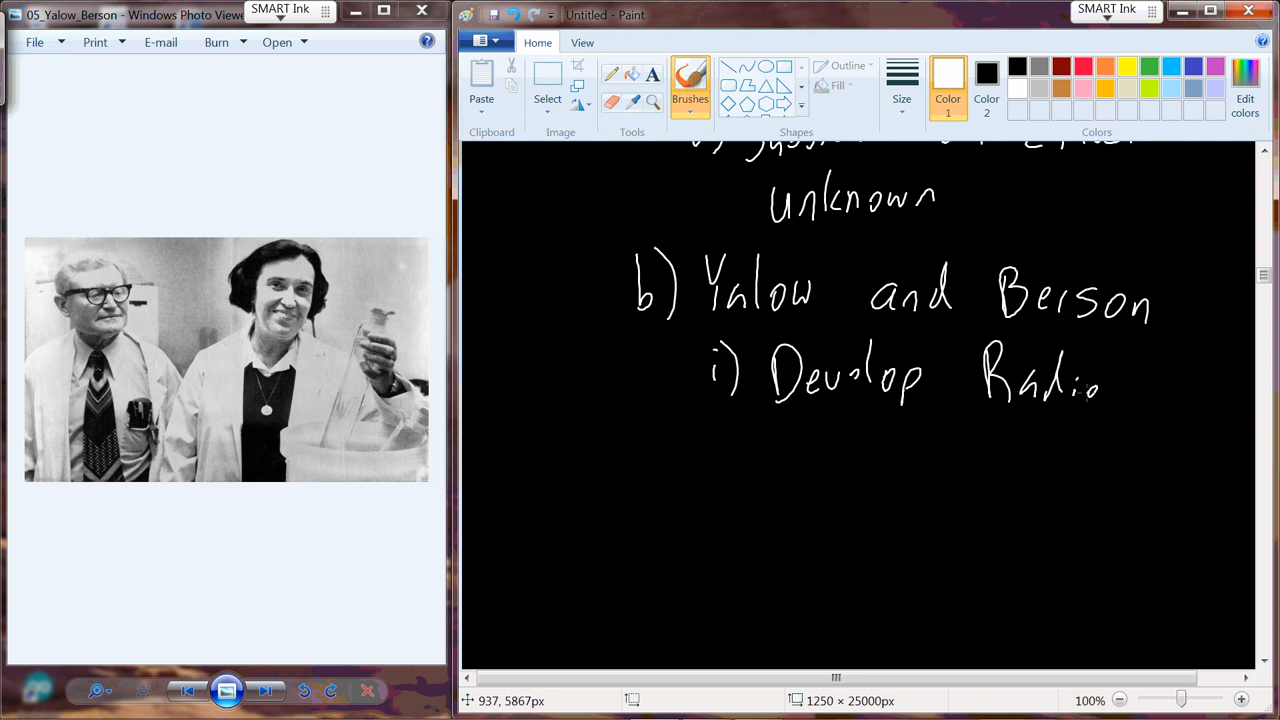 05_Yalow_Berson - Windows Photo Viewe
SMART Ink
File Print E-mail Burn Open
Untitled - Paint
SMART Ink
Home View
Paste
Select
Brushes
Outline
Fill
Size
Color 1
Color 2
Edit colors
Clipboard Image Tools Shapes Colors
unknown
b) Yalow and Berson
i) Develop Radio
937, 5867px
1250 × 25000px
100%